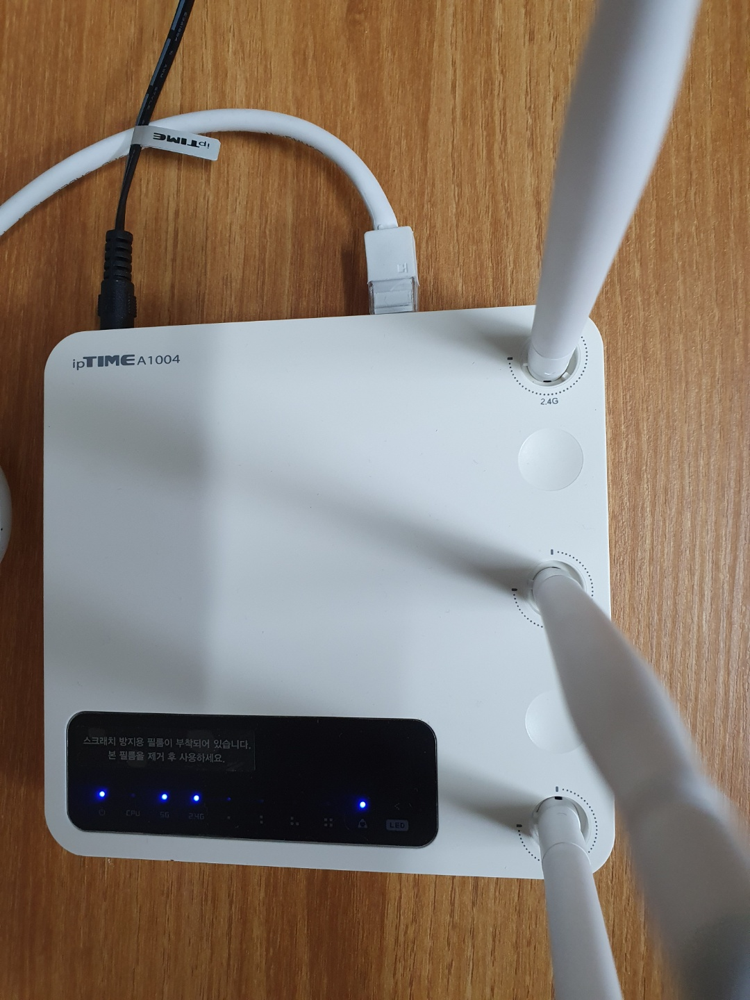 ipTIME
ipTIME A1004
2.4G
스크래치 방지용 필름이 부착되어 있습니다.
본 필름을 제거 후 사용하세요.
CPU 5G 2.4G LED